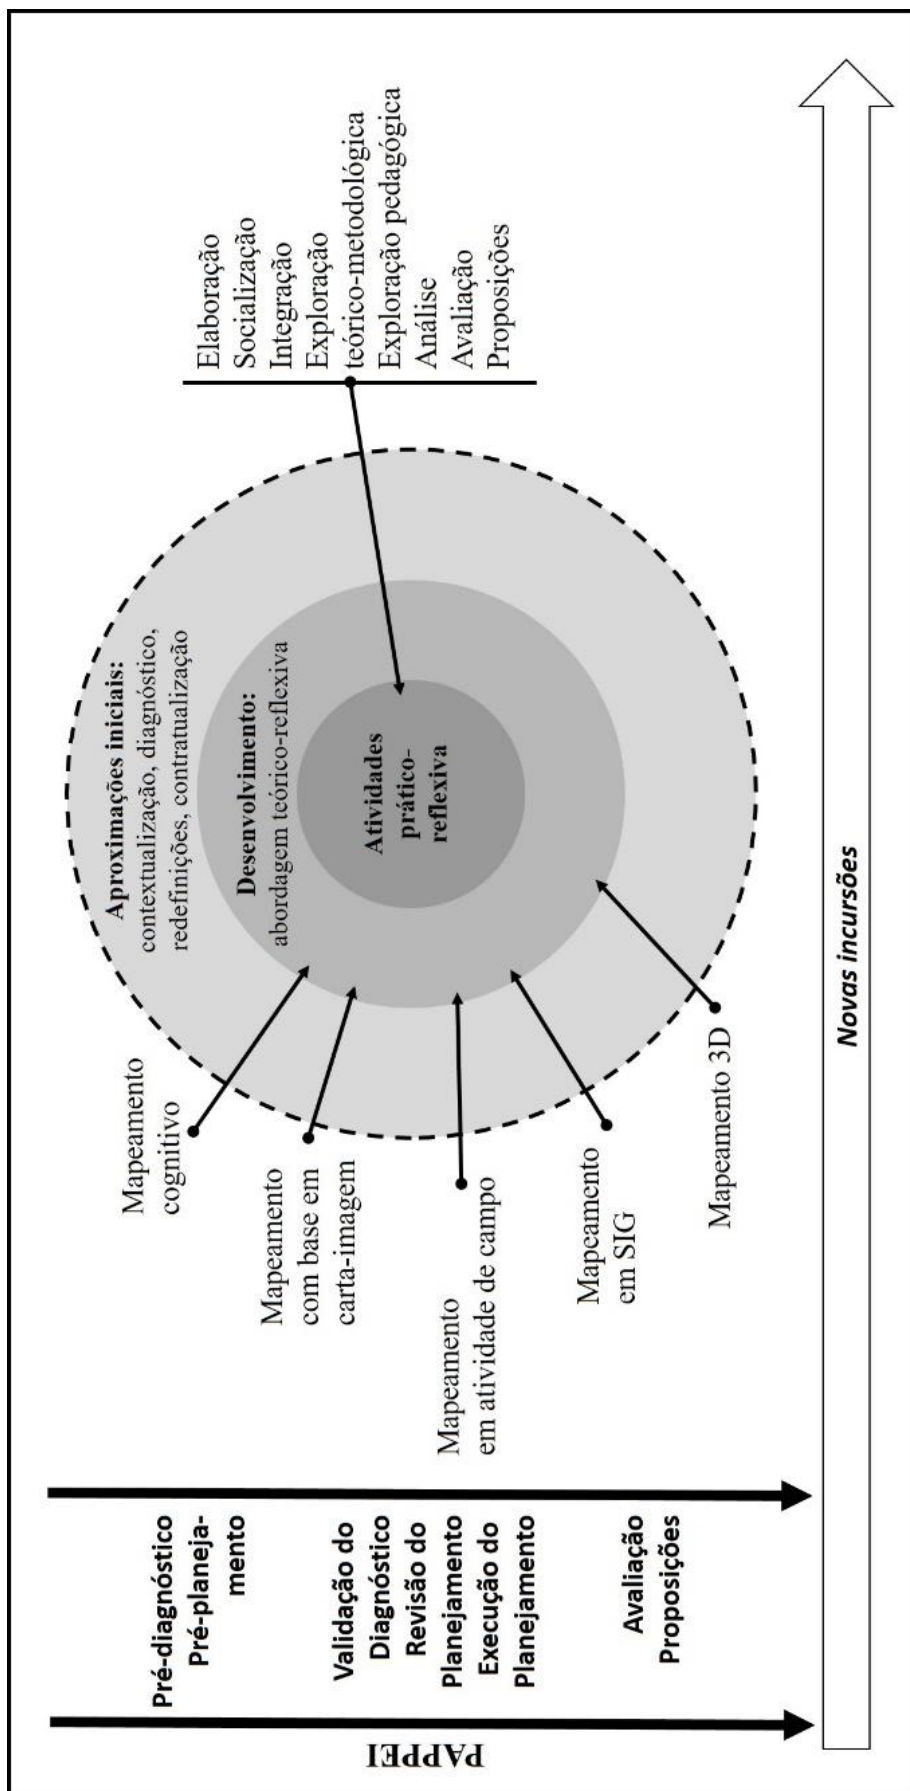 PAPPEI
Pré-diagnóstico
Pré-planeja-
mento
Validação do
Diagnóstico
Revisão do
Planejamento
Execução do
Planejamento
Avaliação
Proposições
Mapeamento
cognitivo
Mapeamento
com base em
carta-imagem
Mapeamento
em atividade de campo
Mapeamento
em SIG
Mapeamento 3D
Aproximações iniciais:
contextualização, diagnóstico,
redefinições, contratualização
Desenvolvimento:
abordagem teórico-reflexiva
Atividades
prático-
reflexiva
Elaboração
Socialização
Integração
Exploração
teórico-metodológica
Exploração pedagógica
Análise
Avaliação
Proposições
Novas incursões